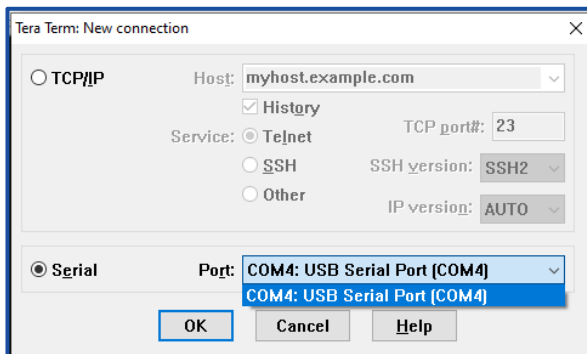 Tera Term: New connection
TCP/IP
Host: myhost.example.com
History
Service: Telnet
TCP port#: 23
SSH
SSH version: SSH2
Other
IP version: AUTO
Serial
Port: COM4: USB Serial Port (COM4)
COM4: USB Serial Port (COM4)
OK Cancel Help